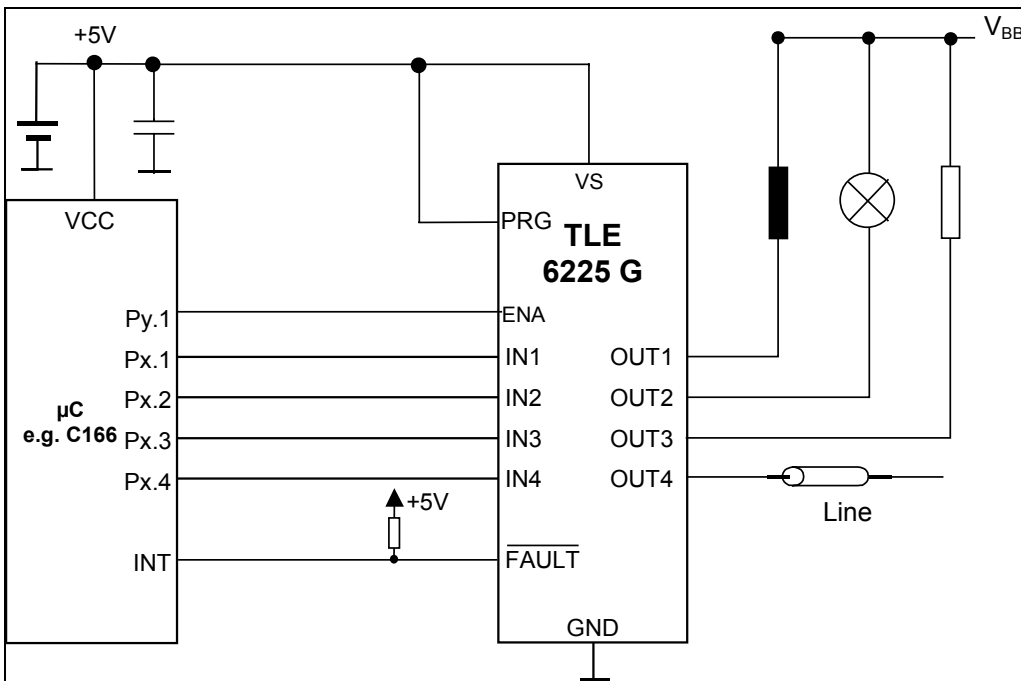 +5V
V_BB
VCC
VS
PRG
TLE
6225 G
Py.1
ENA
Px.1
IN1
OUT1
Px.2
IN2
OUT2
µC
e.g. C166
Px.3
IN3
OUT3
Px.4
IN4
OUT4
+5V
Line
INT
FAULT
GND